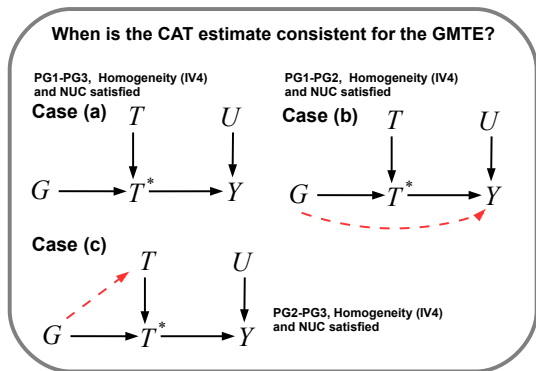 When is the CAT estimate consistent for the GMTE?
PG1-PG3, Homogeneity (IV4)
and NUC satisfied
Case (a)
T U
G T* Y
PG1-PG2, Homogeneity (IV4)
and NUC satisfied
Case (b)
T U
G T* Y
Case (c)
T U
PG2-PG3, Homogeneity (IV4)
and NUC satisfied
G T* Y